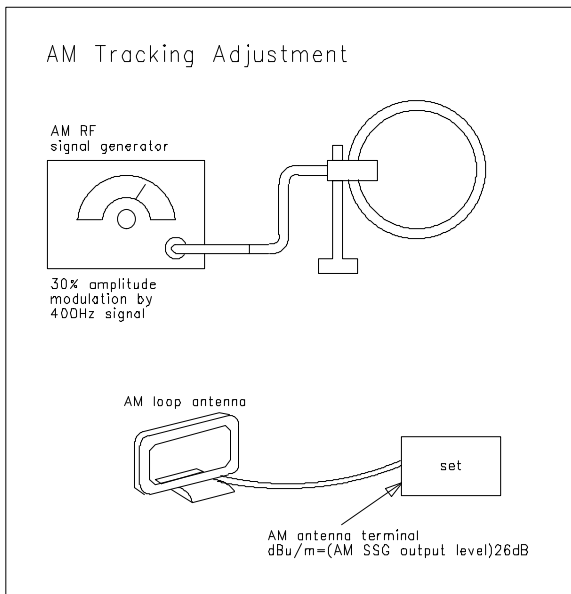 AM Tracking Adjustment
AM RF
signal generator
30% amplitude
modulation by
400Hz signal
AM loop antenna
set
AM antenna terminal
dBu/m=(AM SSG output level)26dB